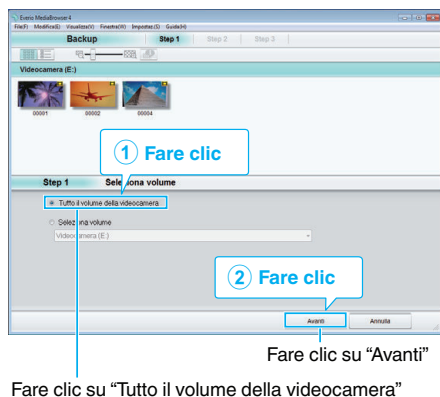 Everio MediaBrowser 4
File(F) Modifica(E) Visualizza(V) Finestra(W) Impostaz.(S) Guida(H)
Backup Step 1 Step 2 Step 3
Videocamera (E:)
00001 00002 00004
1 Fare clic
Step 1 Seleziona volume
Tutto il volume della videocamera
Seleziona volume
Videocamera (E:)
2 Fare clic
Avanti Annulla
Fare clic su “Avanti”
Fare clic su “Tutto il volume della videocamera”